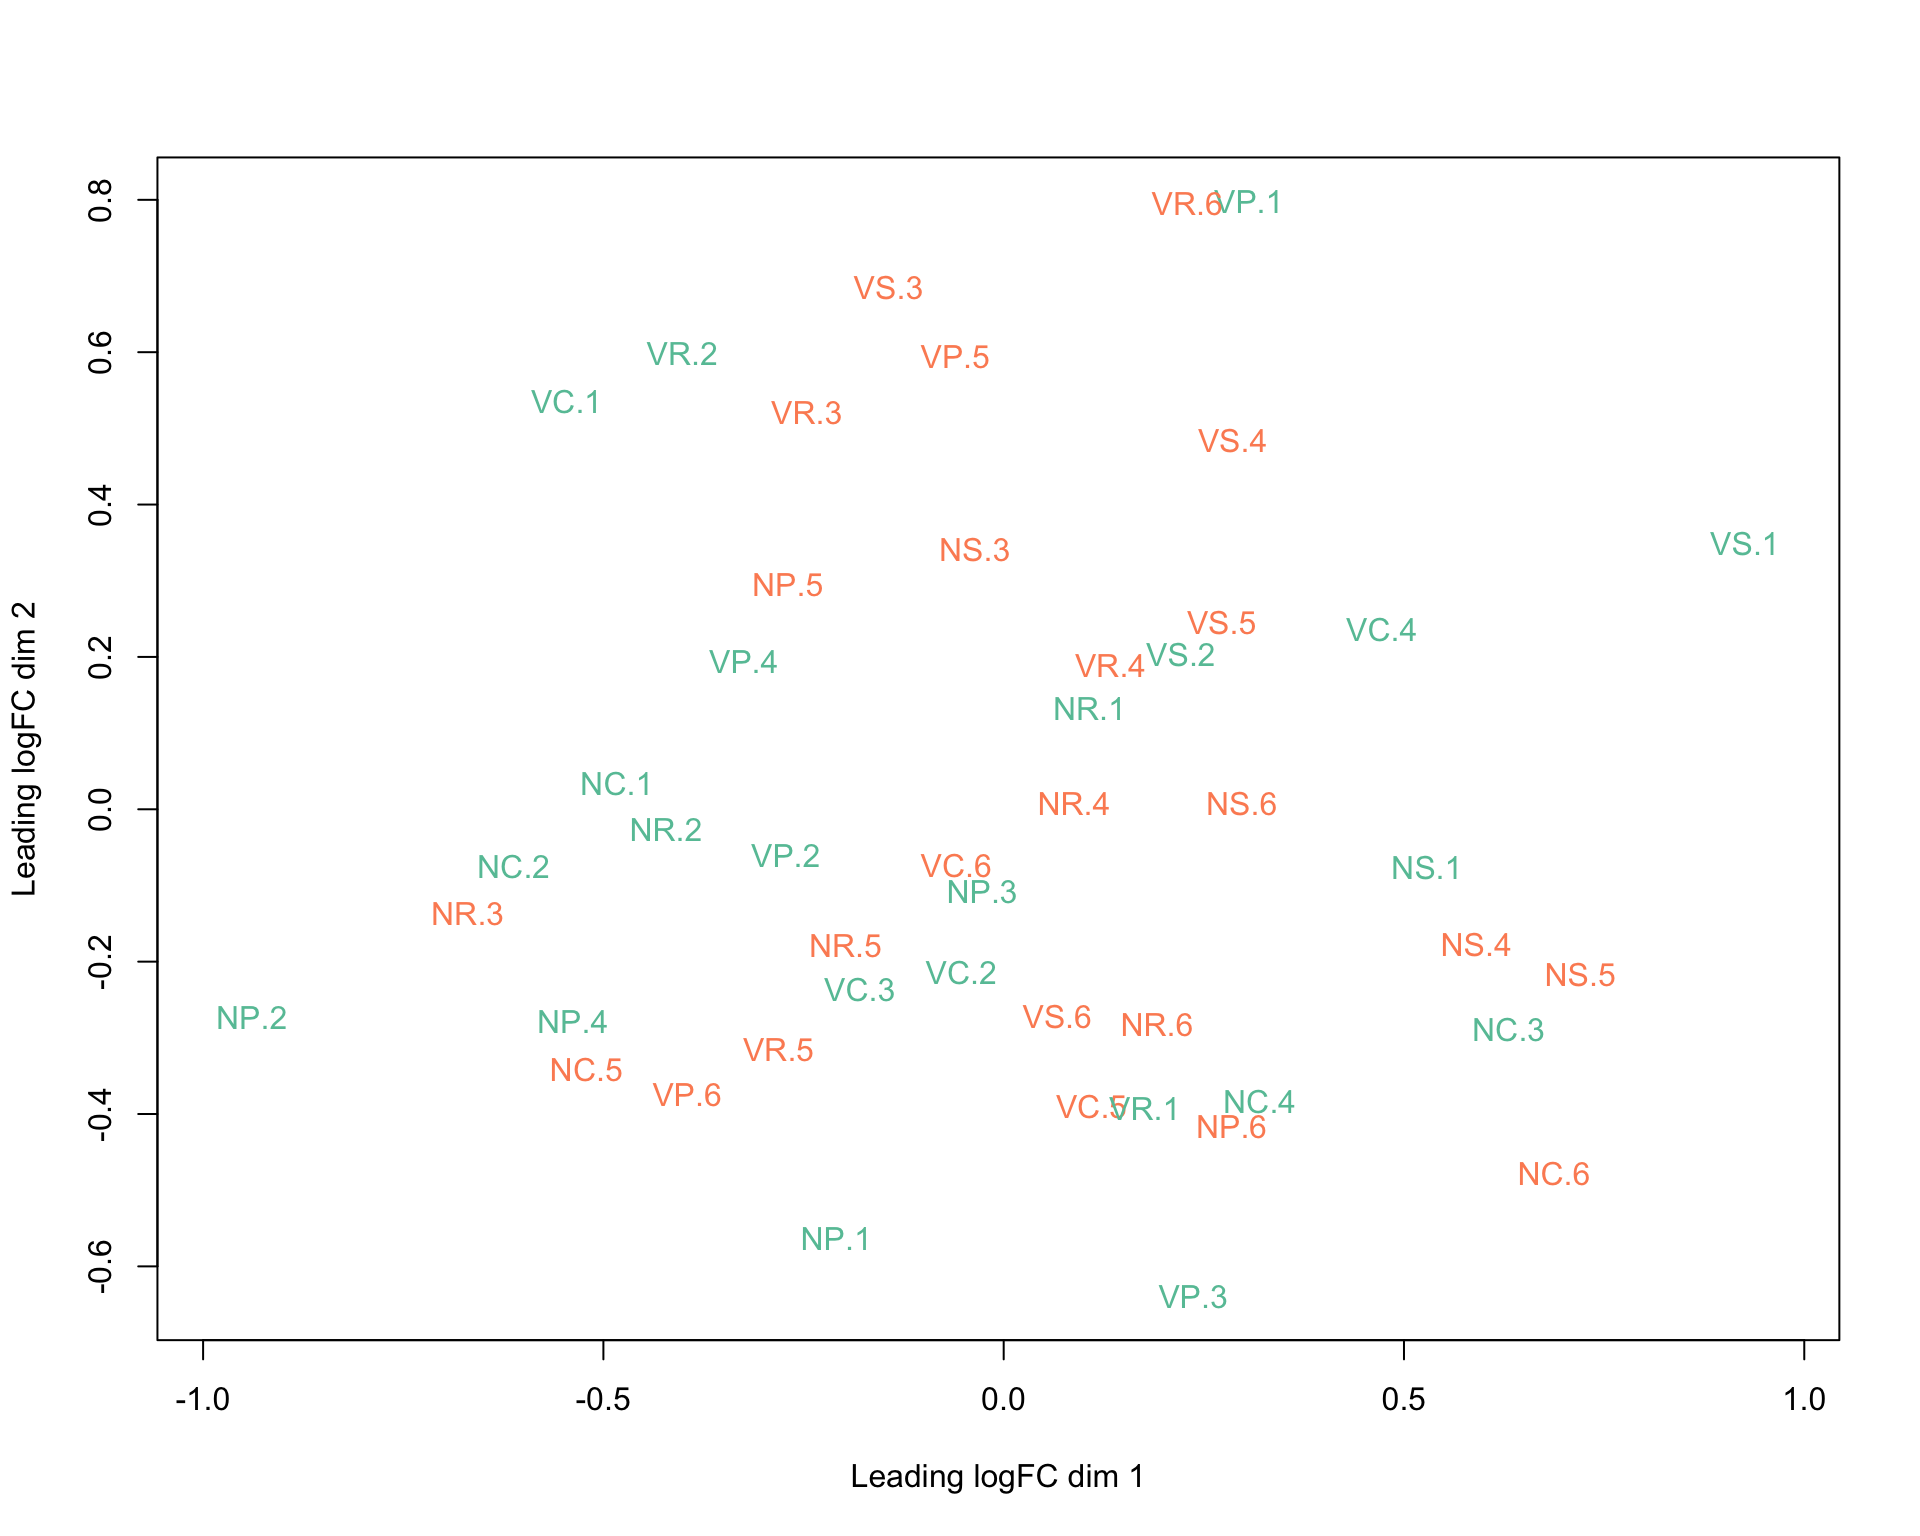 VR.6 VP.1
VS.3
VR.2 VP.5
VC.1
VR.3
VS.4
NS.3
VS.1
NP.5
VS.5 VC.4
VP.4 VR.4 VS.2
NR.1
NC.1
NR.4 NS.6
NR.2
VP.2
NC.2 VC.6 NS.1
NP.3
NR.3
NR.5 NS.4
VC.2 NS.5
VC.3
NP.2 NP.4 VS.6 NR.6 NC.3
VR.5
NC.5
VP.6
VC.5 VR.1 NC.4
NP.6
NC.6
NP.1
VP.3
0.8
0.6
0.4
0.2
0.0
-0.2
-0.4
-0.6
Leading logFC dim 2
-1.0 -0.5 0.0 0.5 1.0
Leading logFC dim 1